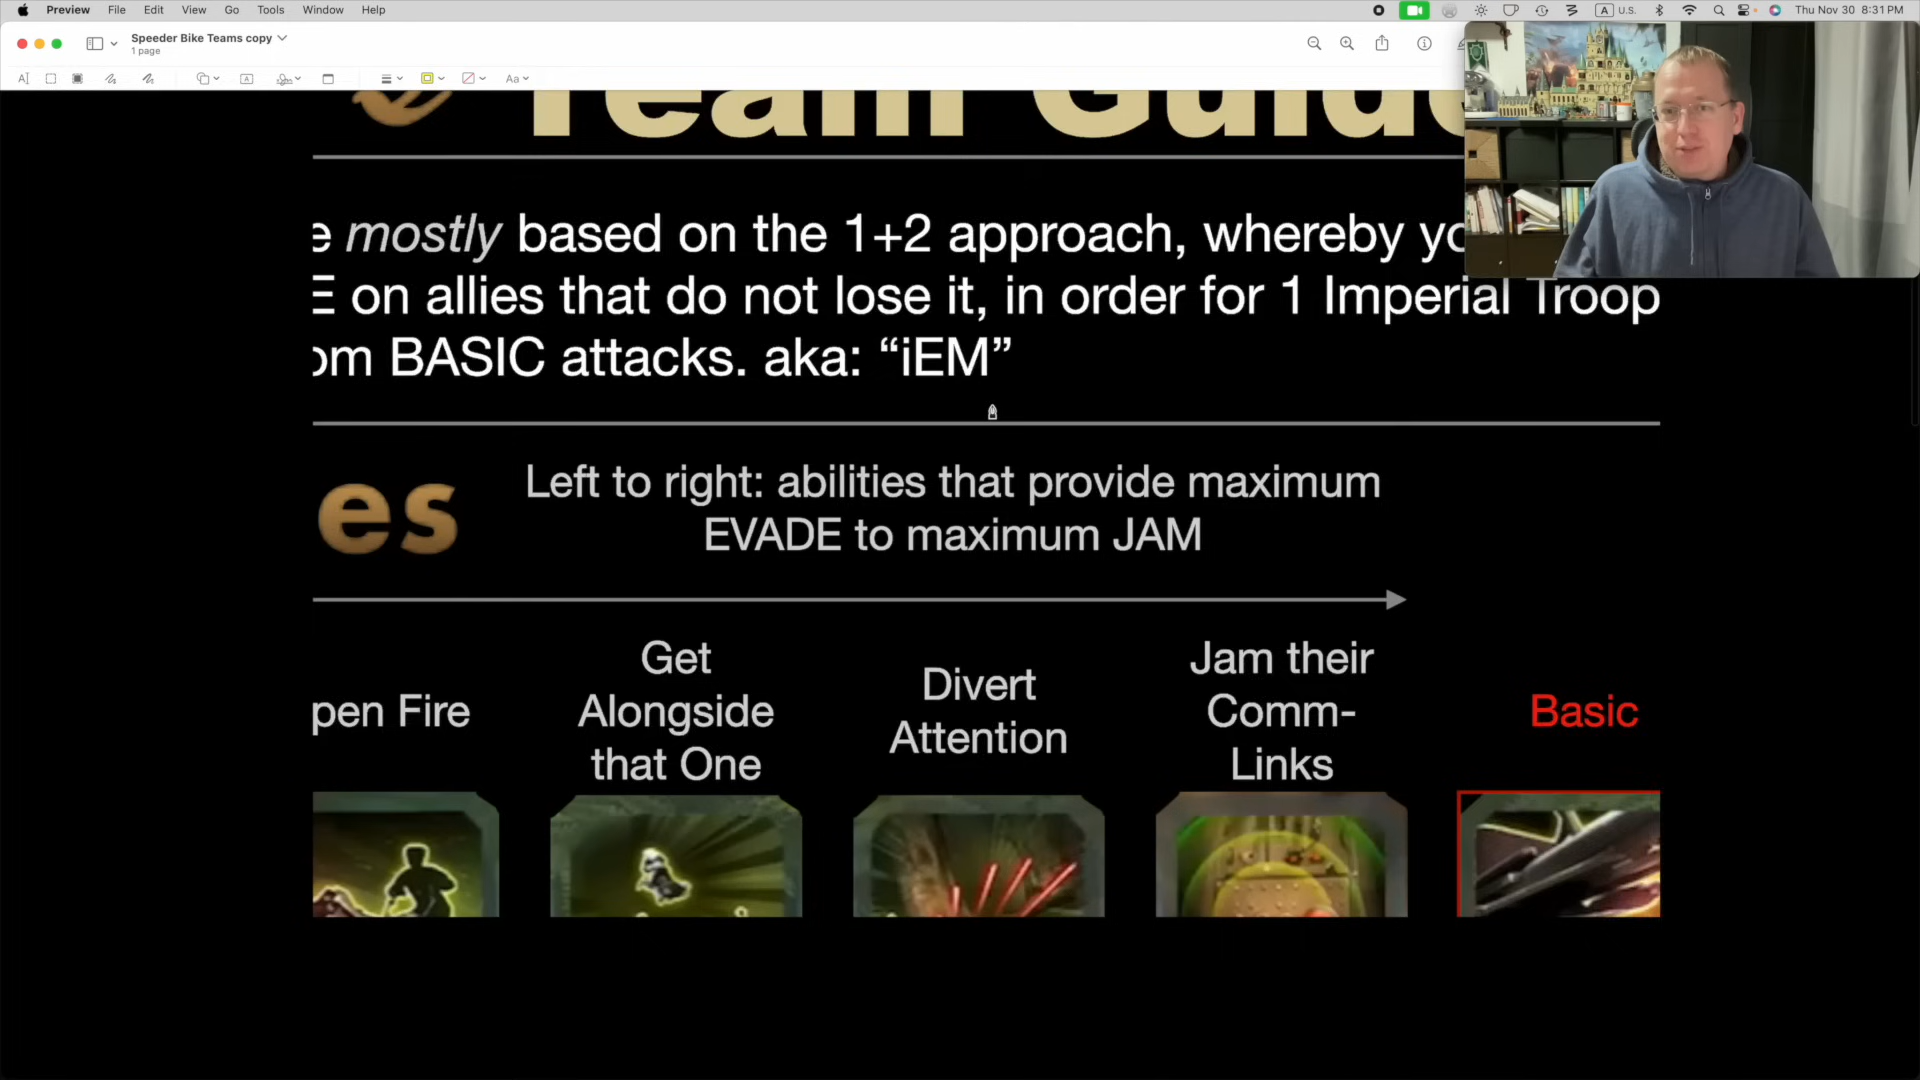 Preview File Edit View Go Tools Window Help
A U.S. Thu Nov 30 8:31 PM
Speeder Bike Teams copy
1 page
Aa
Team Guide
e mostly based on the 1+2 approach, whereby yo
E on allies that do not lose it, in order for 1 Imperial Troop
om BASIC attacks. aka: “iEM”
es
Left to right: abilities that provide maximum
EVADE to maximum JAM
pen Fire
Get
Alongside
that One
Divert
Attention
Jam their
Comm-
Links
Basic